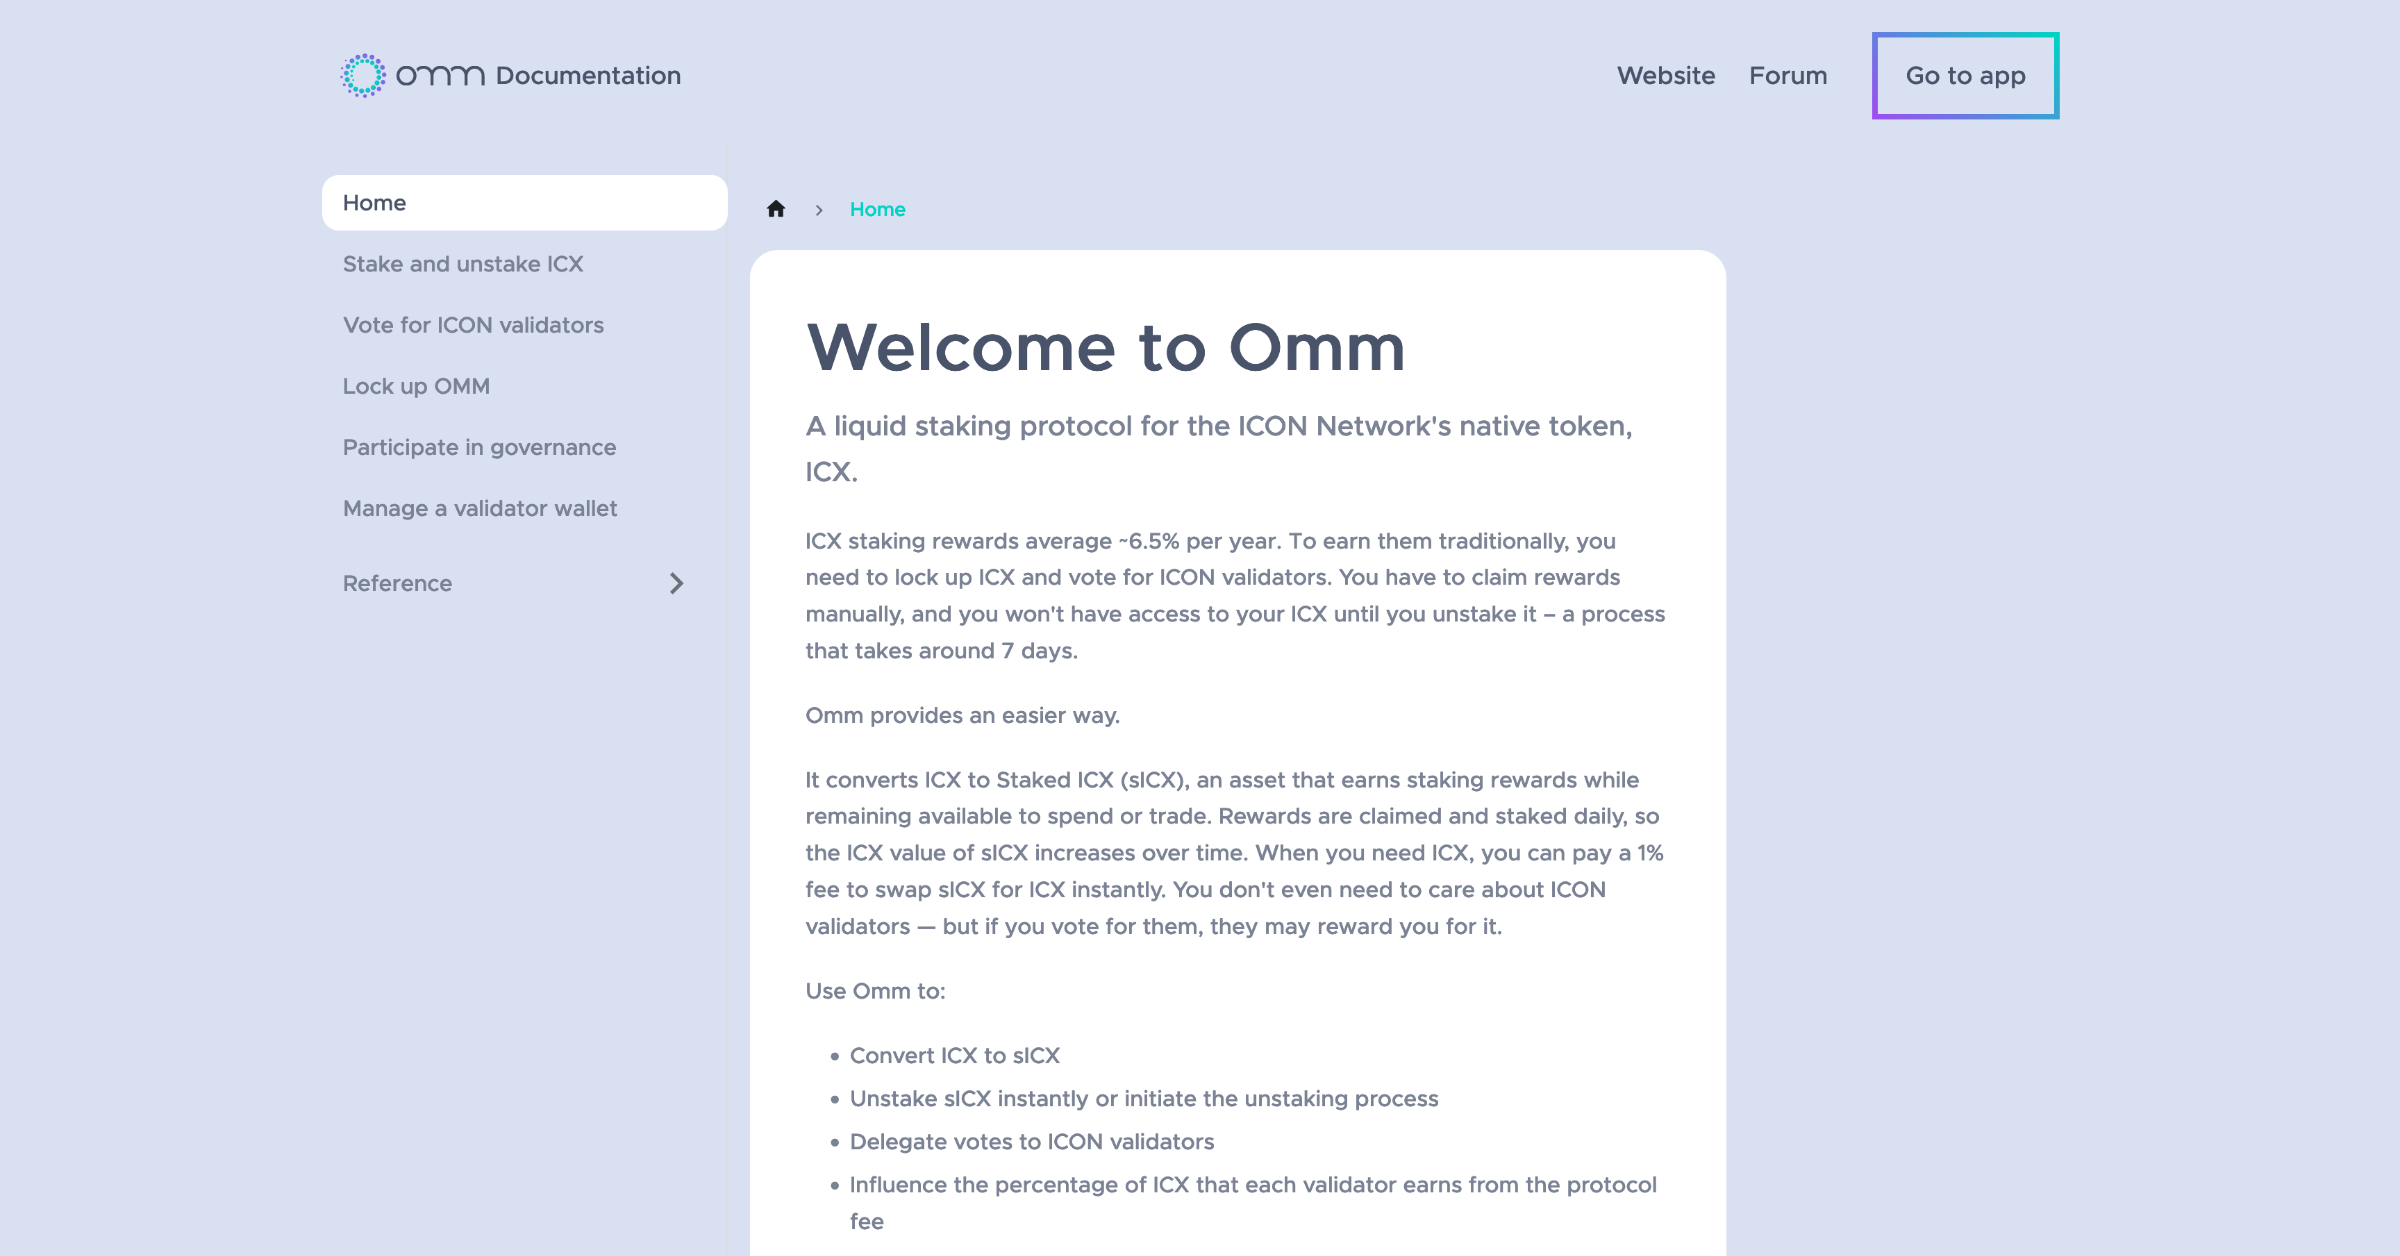 omm Documentation
Website
Forum
Go to app
Home
Stake and unstake ICX
Vote for ICON validators
Lock up OMM
Participate in governance
Manage a validator wallet
Reference
Home
Welcome to Omm
A liquid staking protocol for the ICON Network's native token,
ICX.
ICX staking rewards average ~6.5% per year. To earn them traditionally, you
need to lock up ICX and vote for ICON validators. You have to claim rewards
manually, and you won't have access to your ICX until you unstake it – a process
that takes around 7 days.
Omm provides an easier way.
It converts ICX to Staked ICX (sICX), an asset that earns staking rewards while
remaining available to spend or trade. Rewards are claimed and staked daily, so
the ICX value of sICX increases over time. When you need ICX, you can pay a 1%
fee to swap sICX for ICX instantly. You don't even need to care about ICON
validators — but if you vote for them, they may reward you for it.
Use Omm to:
• Convert ICX to sICX
• Unstake sICX instantly or initiate the unstaking process
• Delegate votes to ICON validators
• Influence the percentage of ICX that each validator earns from the protocol
fee